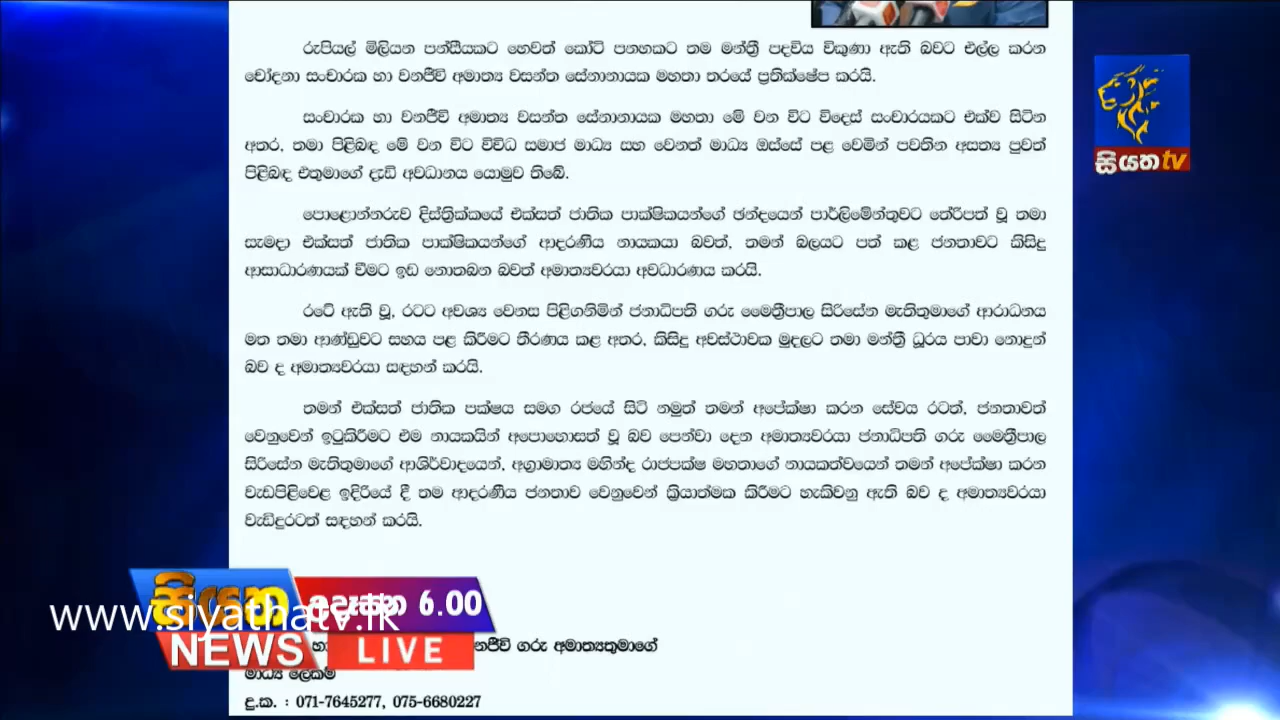 රුපියල් මිලියන පන්සීයකට හෙවත් කෝටි පනහකට තම මන්ත්‍රී පදවිය විකුණා ඇති බවට එල්ල කරන
චෝදනා සංචාරක හා වනජීවී අමාත්‍ය වසන්ත සේනානායක මහතා තරයේ ප්‍රතික්ෂේප කරයි.
සංචාරක හා වනජීවී අමාත්‍ය වසන්ත සේනානායක මහතා මේ වන විට විදෙස් සංචාරයකට එක්ව සිටින
අතර, තමා පිළිබඳ මේ වන විට විවිධ සමාජ මාධ්‍ය සහ වෙනත් මාධ්‍ය ඔස්සේ පළ වෙමින් පවතින අසත්‍ය පුවත්
පිළිබඳ එතුමාගේ දැඩි අවධානය යොමුව තිබේ.
පොළොන්නරුව දිස්ත්‍රික්කයේ එක්සත් ජාතික පාක්ෂිකයන්ගේ ඡන්දයෙන් පාර්ලිමේන්තුවට තේරිපත් වූ තමා
සැමදා එක්සත් ජාතික පාක්ෂිකයන්ගේ ආදරණීය නායකයා බවත්, තමන් බලයට පත් කළ ජනතාවට කිසිදු
ආසාධාරණයක් වීමට ඉඩ නොතබන බවත් අමාත්‍යවරයා අවධාරණය කරයි.
රටේ ඇති වූ, රටට අවශ්‍ය වෙනස පිළිගනිමින් ජනාධිපති ගරු මෛත්‍රීපාල සිරිසේන මැතිතුමාගේ ආරාධනය
මත තමා ආණ්ඩුවට සහය පළ කිරීමට තීරණය කළ අතර, කිසිදු අවස්ථාවක මුදලට තමා මන්ත්‍රී ධුරය පාවා නොදුන්
බව ද අමාත්‍යවරයා සඳහන් කරයි.
තමන් එක්සත් ජාතික පක්ෂය සමග රජයේ සිටි නමුත් තමන් අපේක්ෂා කරන සේවය රටත්, ජනතාවත්
වෙනුවෙන් ඉටුකිරීමට එම නායකයින් අපොහොසත් වූ බව පෙන්වා දෙන අමාත්‍යවරයා ජනාධිපති ගරු මෛත්‍රීපාල
සිරිසේන මැතිතුමාගේ ආශිර්වාදයෙන්, අග්‍රාමාත්‍ය මහින්ද රාජපක්ෂ මහතාගේ නායකත්වයෙන් තමන් අපේක්ෂා කරන
වැඩපිළිවෙළ ඉදිරියේ දී තම ආදරණීය ජනතාව වෙනුවෙන් ක්‍රියාත්මක කිරීමට හැකිවනු ඇති බව ද අමාත්‍යවරයා
වැඩිදුරටත් සඳහන් කරයි.
සියත tv
සියත උදෑසන 6.00
www.siyathatv.lk
NEWS LIVE
ගරු අමාත්‍යතුමාගේ
මාධ්‍ය ලේකම්
දු.ක. : 071-7645277, 075-6680227